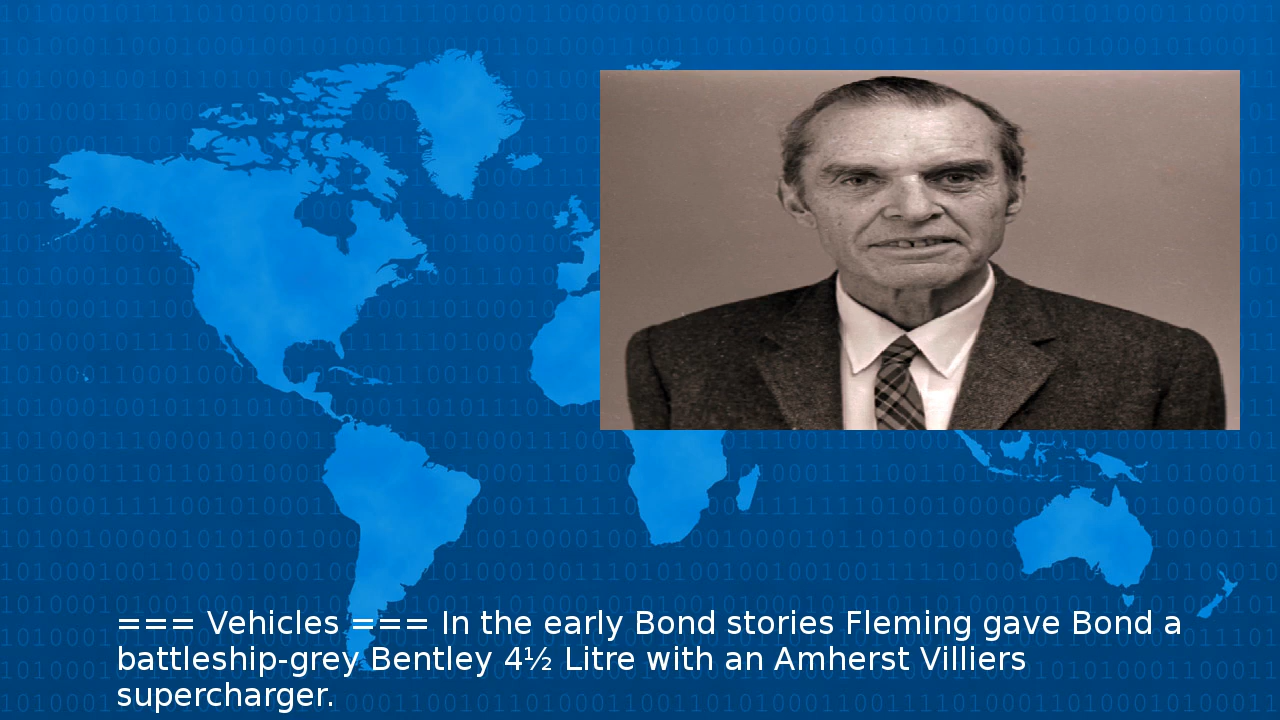 === Vehicles === In the early Bond stories Fleming gave Bond a
battleship-grey Bentley 4½ Litre with an Amherst Villiers
supercharger.